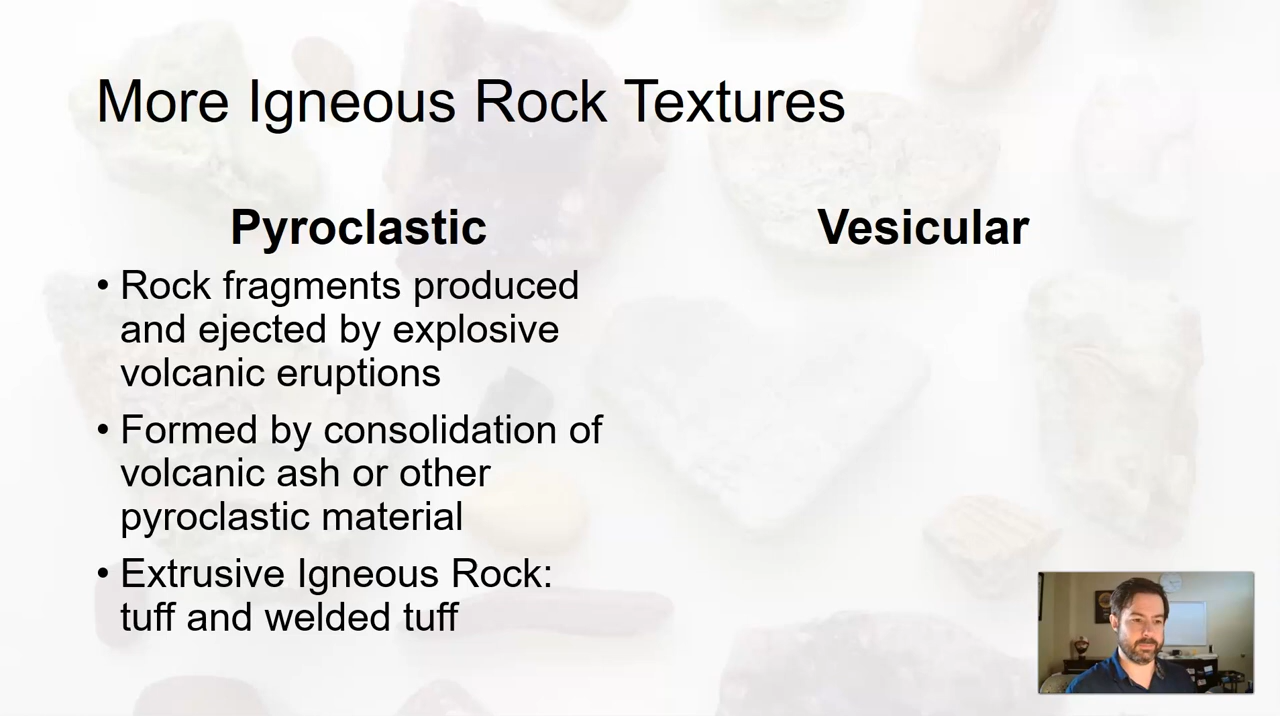 More Igneous Rock Textures
Pyroclastic
• Rock fragments produced
and ejected by explosive
volcanic eruptions
• Formed by consolidation of
volcanic ash or other
pyroclastic material
• Extrusive Igneous Rock:
tuff and welded tuff
Vesicular